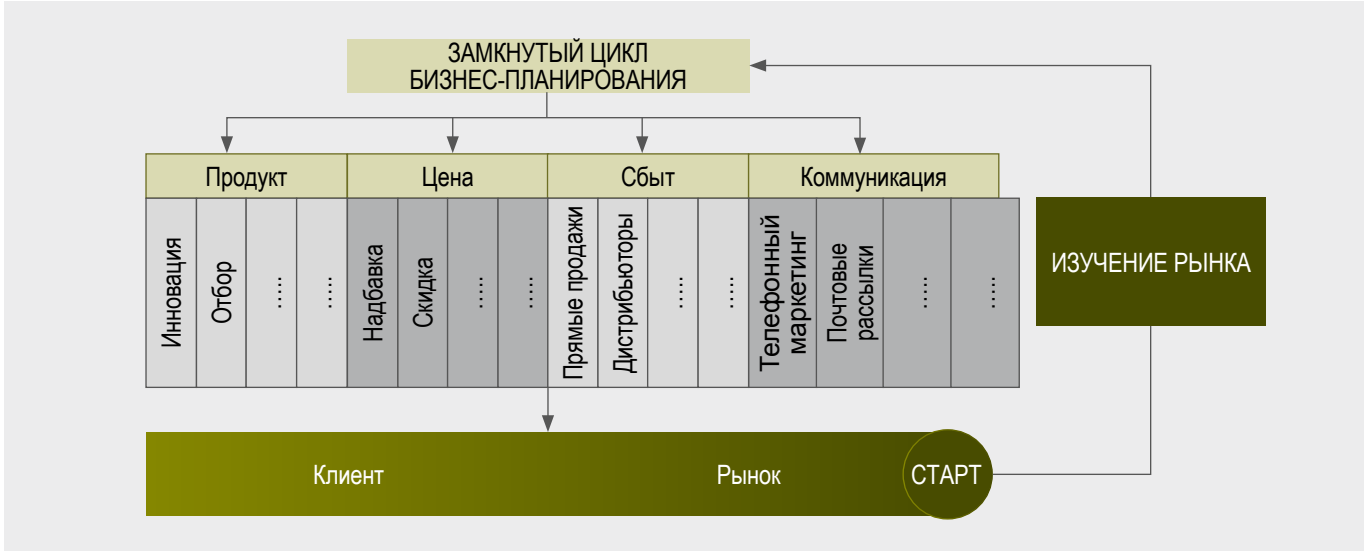 ЗАМКНУТЫЙ ЦИКЛ
БИЗНЕС-ПЛАНИРОВАНИЯ
Продукт
Цена
Сбыт
Коммуникация
Инновация
Отбор
.....
.....
Надбавка
Скидка
.....
.....
Прямые продажи
Дистрибьюторы
.....
.....
Телефонный
маркетинг
Почтовые
рассылки
.....
.....
ИЗУЧЕНИЕ РЫНКА
Клиент
Рынок
СТАРТ